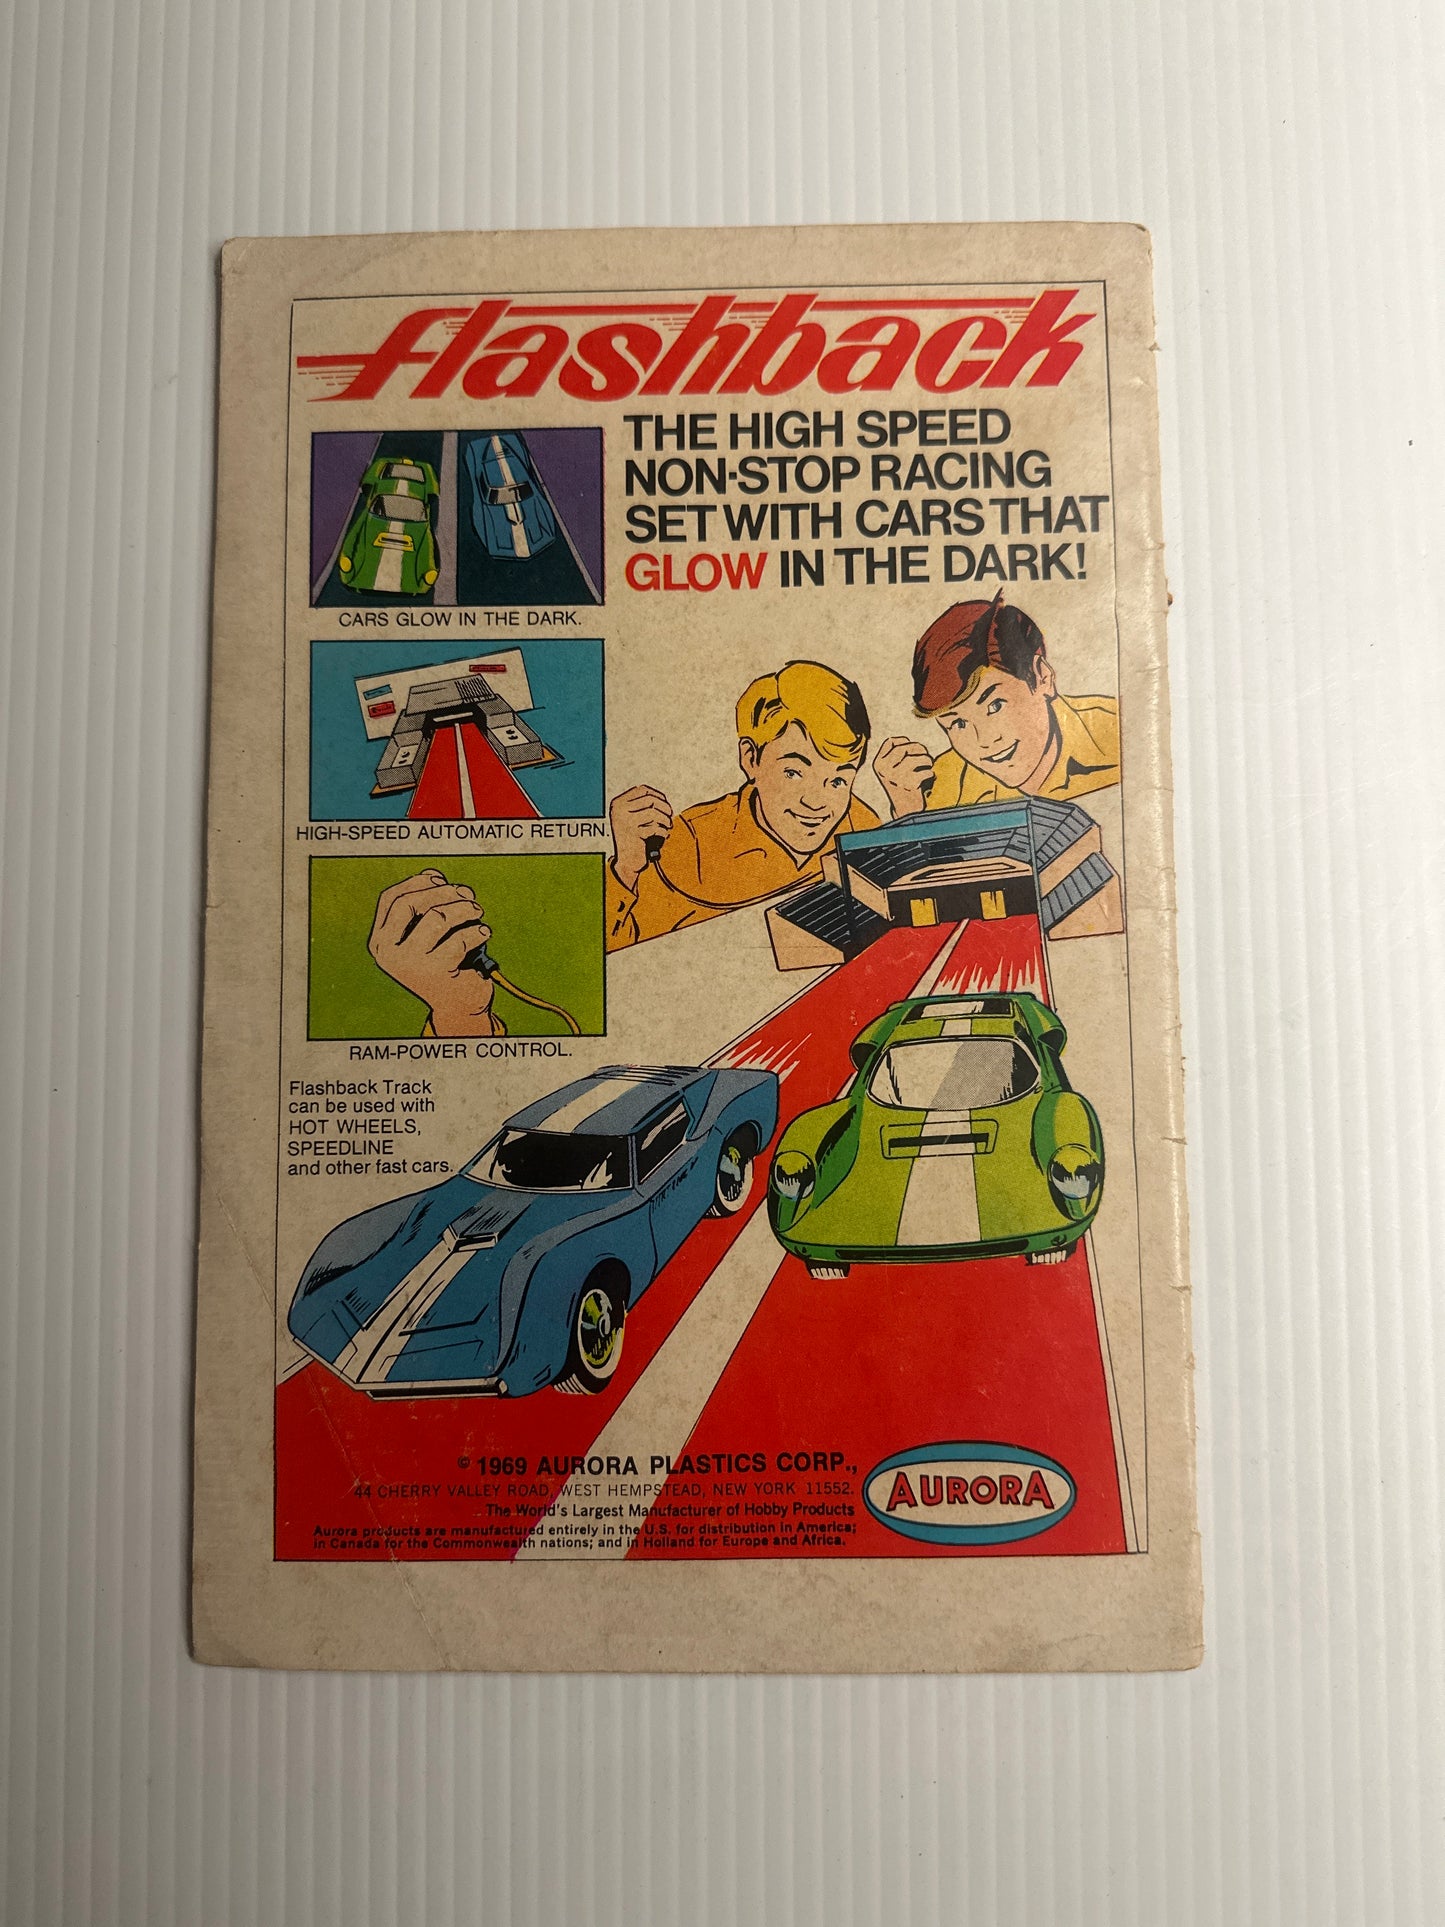 flashback
THE HIGH SPEED
NON-STOP RACING
SET WITH CARS THAT
GLOW IN THE DARK!
CARS GLOW IN THE DARK.
HIGH-SPEED AUTOMATIC RETURN.
RAM-POWER CONTROL.
Flashback Track
can be used with
HOT WHEELS,
SPEEDLINE
and other fast cars.
© 1969 AURORA PLASTICS CORP.,
44 CHERRY VALLEY ROAD, WEST HEMPSTEAD, NEW YORK 11552.
The World's Largest Manufacturer of Hobby Products
Aurora products are manufactured entirely in the U.S. for distribution in America;
in Canada for the Commonwealth nations; and in Holland for Europe and Africa.
AURORA